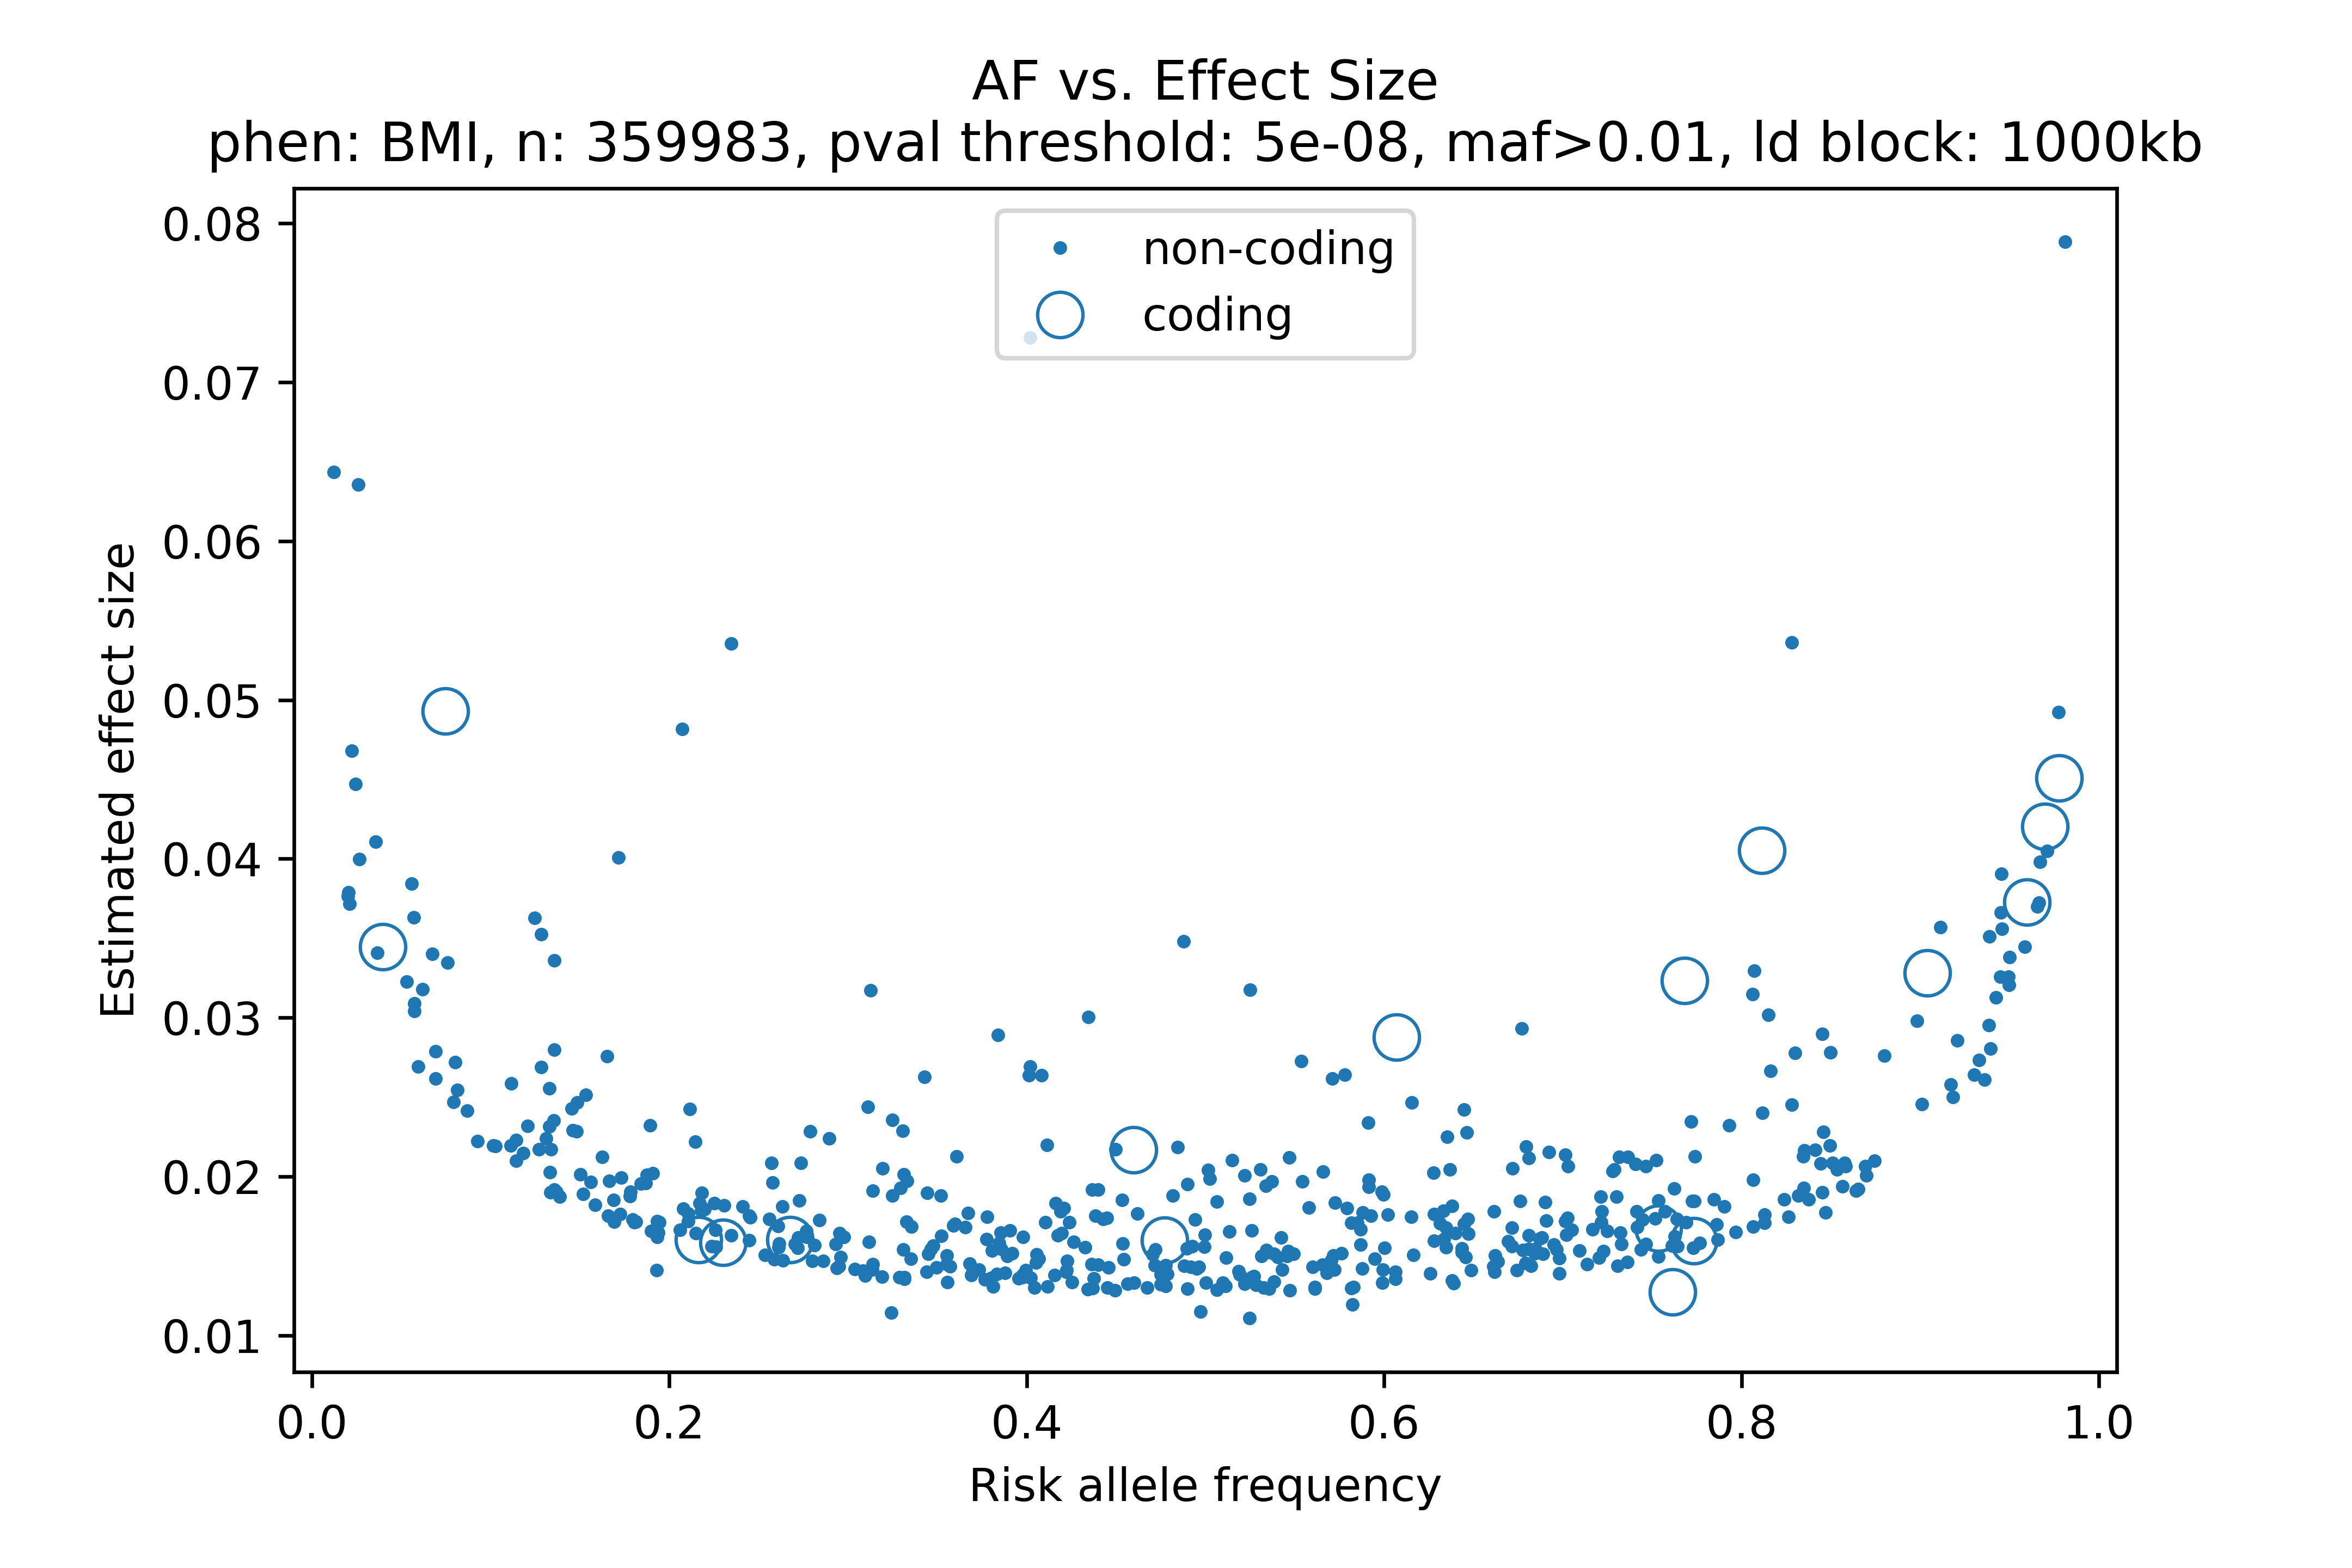 AF vs. Effect Size
phen: BMI, n: 359983, pval threshold: 5e-08, maf>0.01, ld block: 1000kb
non-coding
coding
0.08
0.07
0.06
0.05
0.04
0.03
0.02
0.01
Estimated effect size
0.0 0.2 0.4 0.6 0.8 1.0
Risk allele frequency